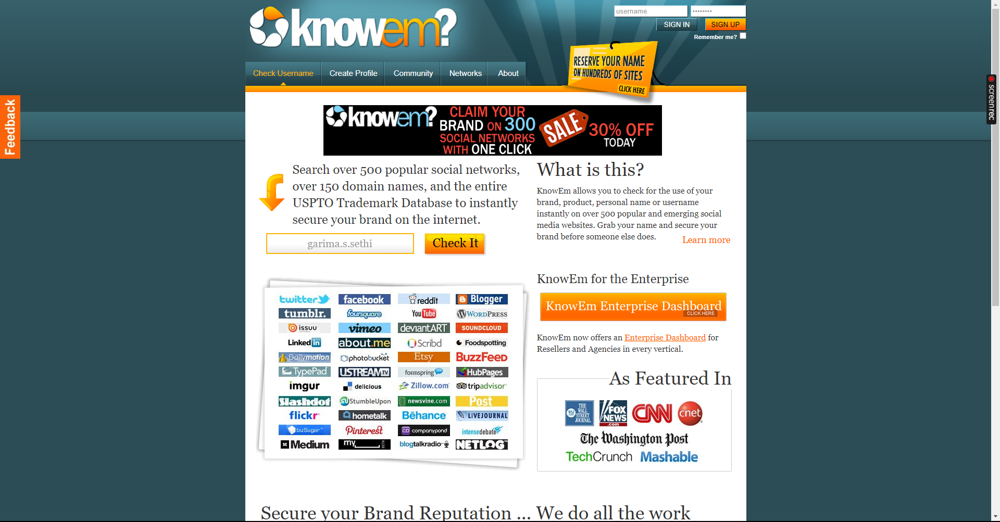 knowem?
username
••••••••
SIGN IN
SIGN UP
Remember me?
Check Username
Create Profile
Community
Networks
About
RESERVE YOUR NAME
ON HUNDREDS OF SITES
CLICK HERE
Feedback
screenrec
knowem?
CLAIM YOUR
BRAND ON 300
SOCIAL NETWORKS
WITH ONE CLICK
SALE
30% OFF
TODAY
Search over 500 popular social networks,
over 150 domain names, and the entire
USPTO Trademark Database to instantly
secure your brand on the internet.
garima.s.sethi
Check It
What is this?
KnowEm allows you to check for the use of your
brand, product, personal name or username
instantly on over 500 popular and emerging social
media websites. Grab your name and secure your
brand before someone else does.
Learn more
KnowEm for the Enterprise
KnowEm Enterprise Dashboard
CLICK HERE
KnowEm now offers an Enterprise Dashboard for
Resellers and Agencies in every vertical.
twitter facebook reddit Blogger
tumblr. foursquare YouTube WORDPRESS
issuu vimeo deviantART SOUNDCLOUD
Linked in about.me Scribd Foodspotting
Dailymotion photobucket Etsy BUZZFEED
TypePad USTREAM TV formspring.me HubPages
imgur delicious Zillow.com tripadvisor
Slashdot StumbleUpon newsvine.com Post
flickr hometalk Bēhance LIVEJOURNAL
bizSugar Pinterest companypond intensedebate
Medium my BETA blogtalkradio NETLOG
As Featured In
WSJ.com THE WALL STREET JOURNAL
FOX NEWS .com
CNN
cnet
The Washington Post
TechCrunch
Mashable
Secure your Brand Reputation ... We do all the work